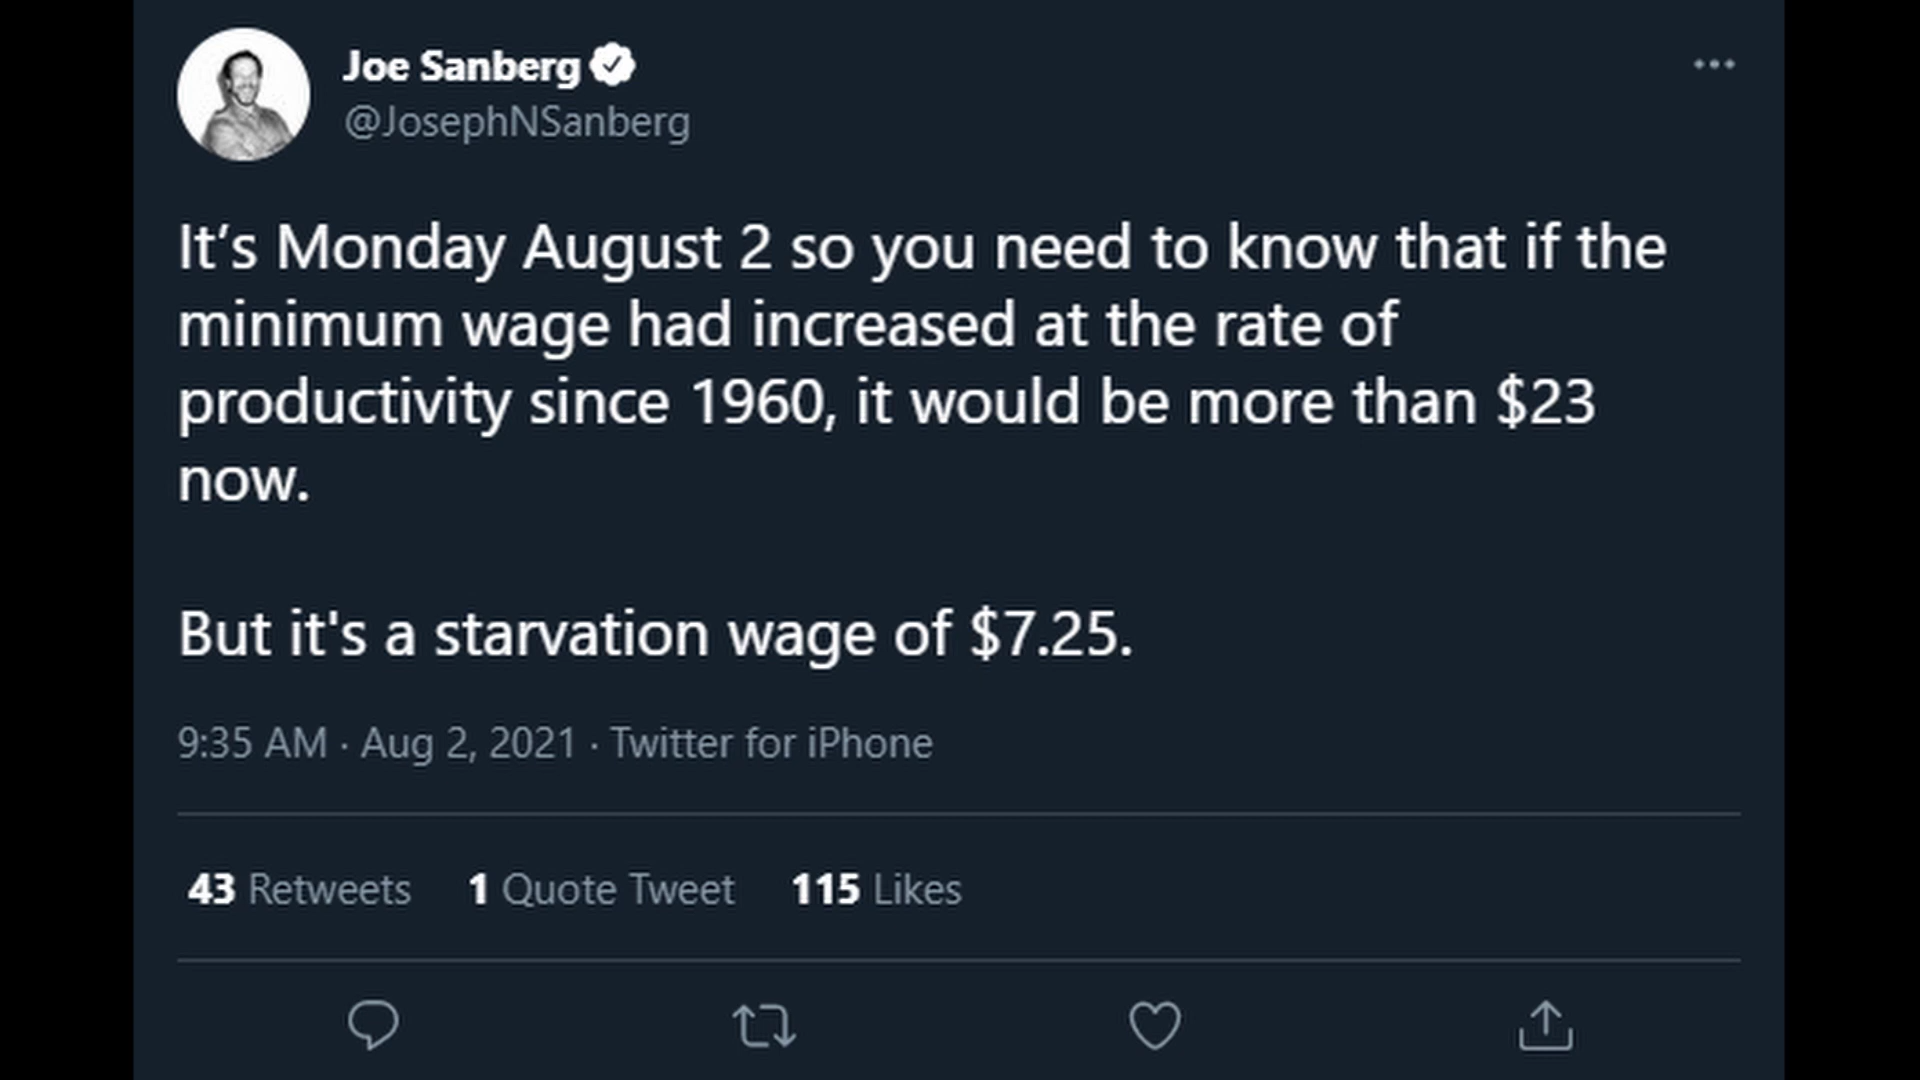 Joe Sanberg
@JosephNSanberg
It’s Monday August 2 so you need to know that if the
minimum wage had increased at the rate of
productivity since 1960, it would be more than $23
now.
But it's a starvation wage of $7.25.
9:35 AM · Aug 2, 2021 · Twitter for iPhone
43 Retweets 1 Quote Tweet 115 Likes